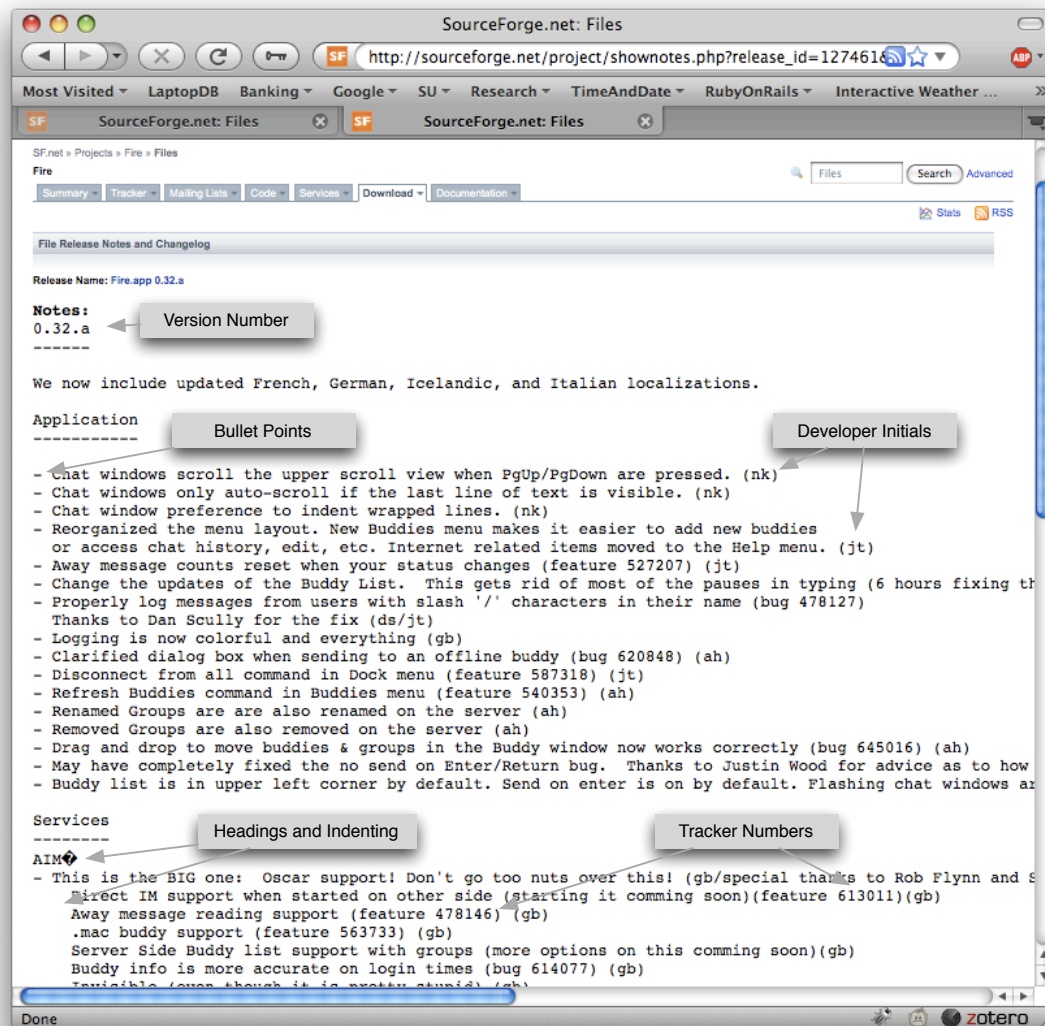 SourceForge.net: Files
SF http://sourceforge.net/project/shownotes.php?release_id=127461& ABP
Most Visited LaptopDB Banking Google SU Research TimeAndDate RubyOnRails Interactive Weather ... »
SF SourceForge.net: Files SF SourceForge.net: Files
SF.net » Projects » Fire » Files
Fire
Files Search Advanced
Summary Tracker Mailing Lists Code Services Download Documentation
Stats RSS
File Release Notes and Changelog
Release Name: Fire.app 0.32.a
Notes:
Version Number
0.32.a
------
We now include updated French, German, Icelandic, and Italian localizations.
Application
-----------
Bullet Points
Developer Initials
- Chat windows scroll the upper scroll view when PgUp/PgDown are pressed. (nk)
- Chat windows only auto-scroll if the last line of text is visible. (nk)
- Chat window preference to indent wrapped lines. (nk)
- Reorganized the menu layout. New Buddies menu makes it easier to add new buddies
or access chat history, edit, etc. Internet related items moved to the Help menu. (jt)
- Away message counts reset when your status changes (feature 527207) (jt)
- Change the updates of the Buddy List.  This gets rid of most of the pauses in typing (6 hours fixing th
- Properly log messages from users with slash '/' characters in their name (bug 478127)
Thanks to Dan Scully for the fix (ds/jt)
- Logging is now colorful and everything (gb)
- Clarified dialog box when sending to an offline buddy (bug 620848) (ah)
- Disconnect from all command in Dock menu (feature 587318) (jt)
- Refresh Buddies command in Buddies menu (feature 540353) (ah)
- Renamed Groups are are also renamed on the server (ah)
- Removed Groups are also removed on the server (ah)
- Drag and drop to move buddies & groups in the Buddy window now works correctly (bug 645016) (ah)
- May have completely fixed the no send on Enter/Return bug.  Thanks to Justin Wood for advice as to how
- Buddy list is in upper left corner by default. Send on enter is on by default. Flashing chat windows ar
Services
--------
Headings and Indenting
Tracker Numbers
AIM�
- This is the BIG one:  Oscar support! Don't go too nuts over this! (gb/special thanks to Rob Flynn and S
Direct IM support when started on other side (starting it comming soon)(feature 613011)(gb)
Away message reading support (feature 478146) (gb)
.mac buddy support (feature 563733) (gb)
Server Side Buddy list support with groups (more options on this comming soon)(gb)
Buddy info is more accurate on login times (bug 614077) (gb)
Invisible (even though it is pretty stupid) (gb)
Done
zotero